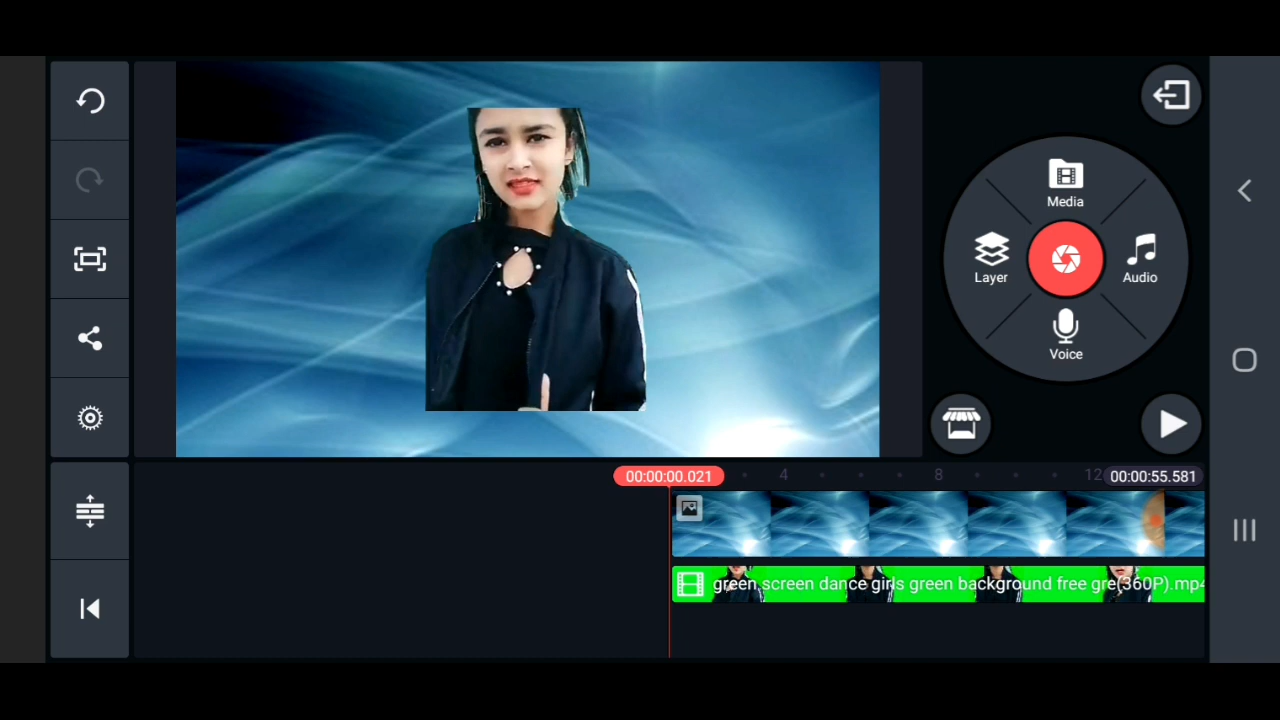 Media
Layer
Audio
Voice
00:00:00.021
4
8
12
00:00:55.581
green screen dance girls green background free gre(360P).mp4